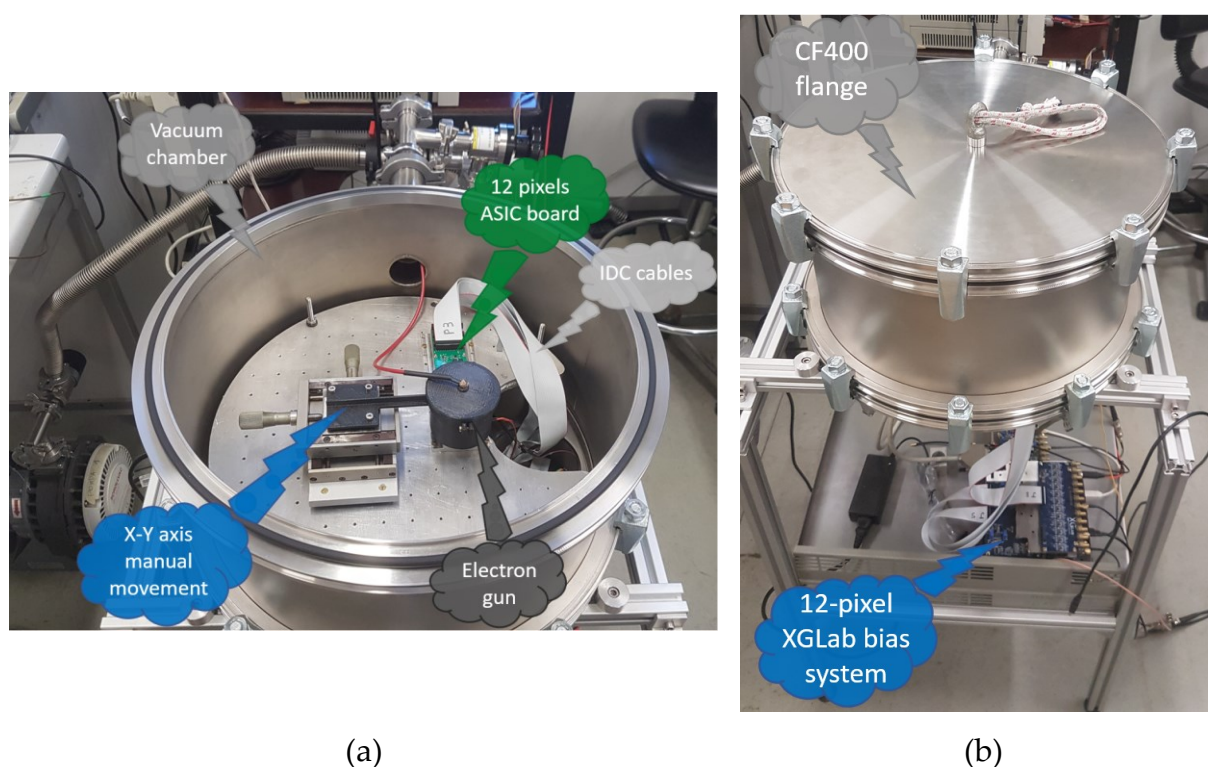 Vacuum
chamber
12 pixels
ASIC board
IDC cables
P3
X-Y axis
manual
movement
Electron
gun
(a)
CF400
flange
12-pixel
XGLab bias
system
(b)